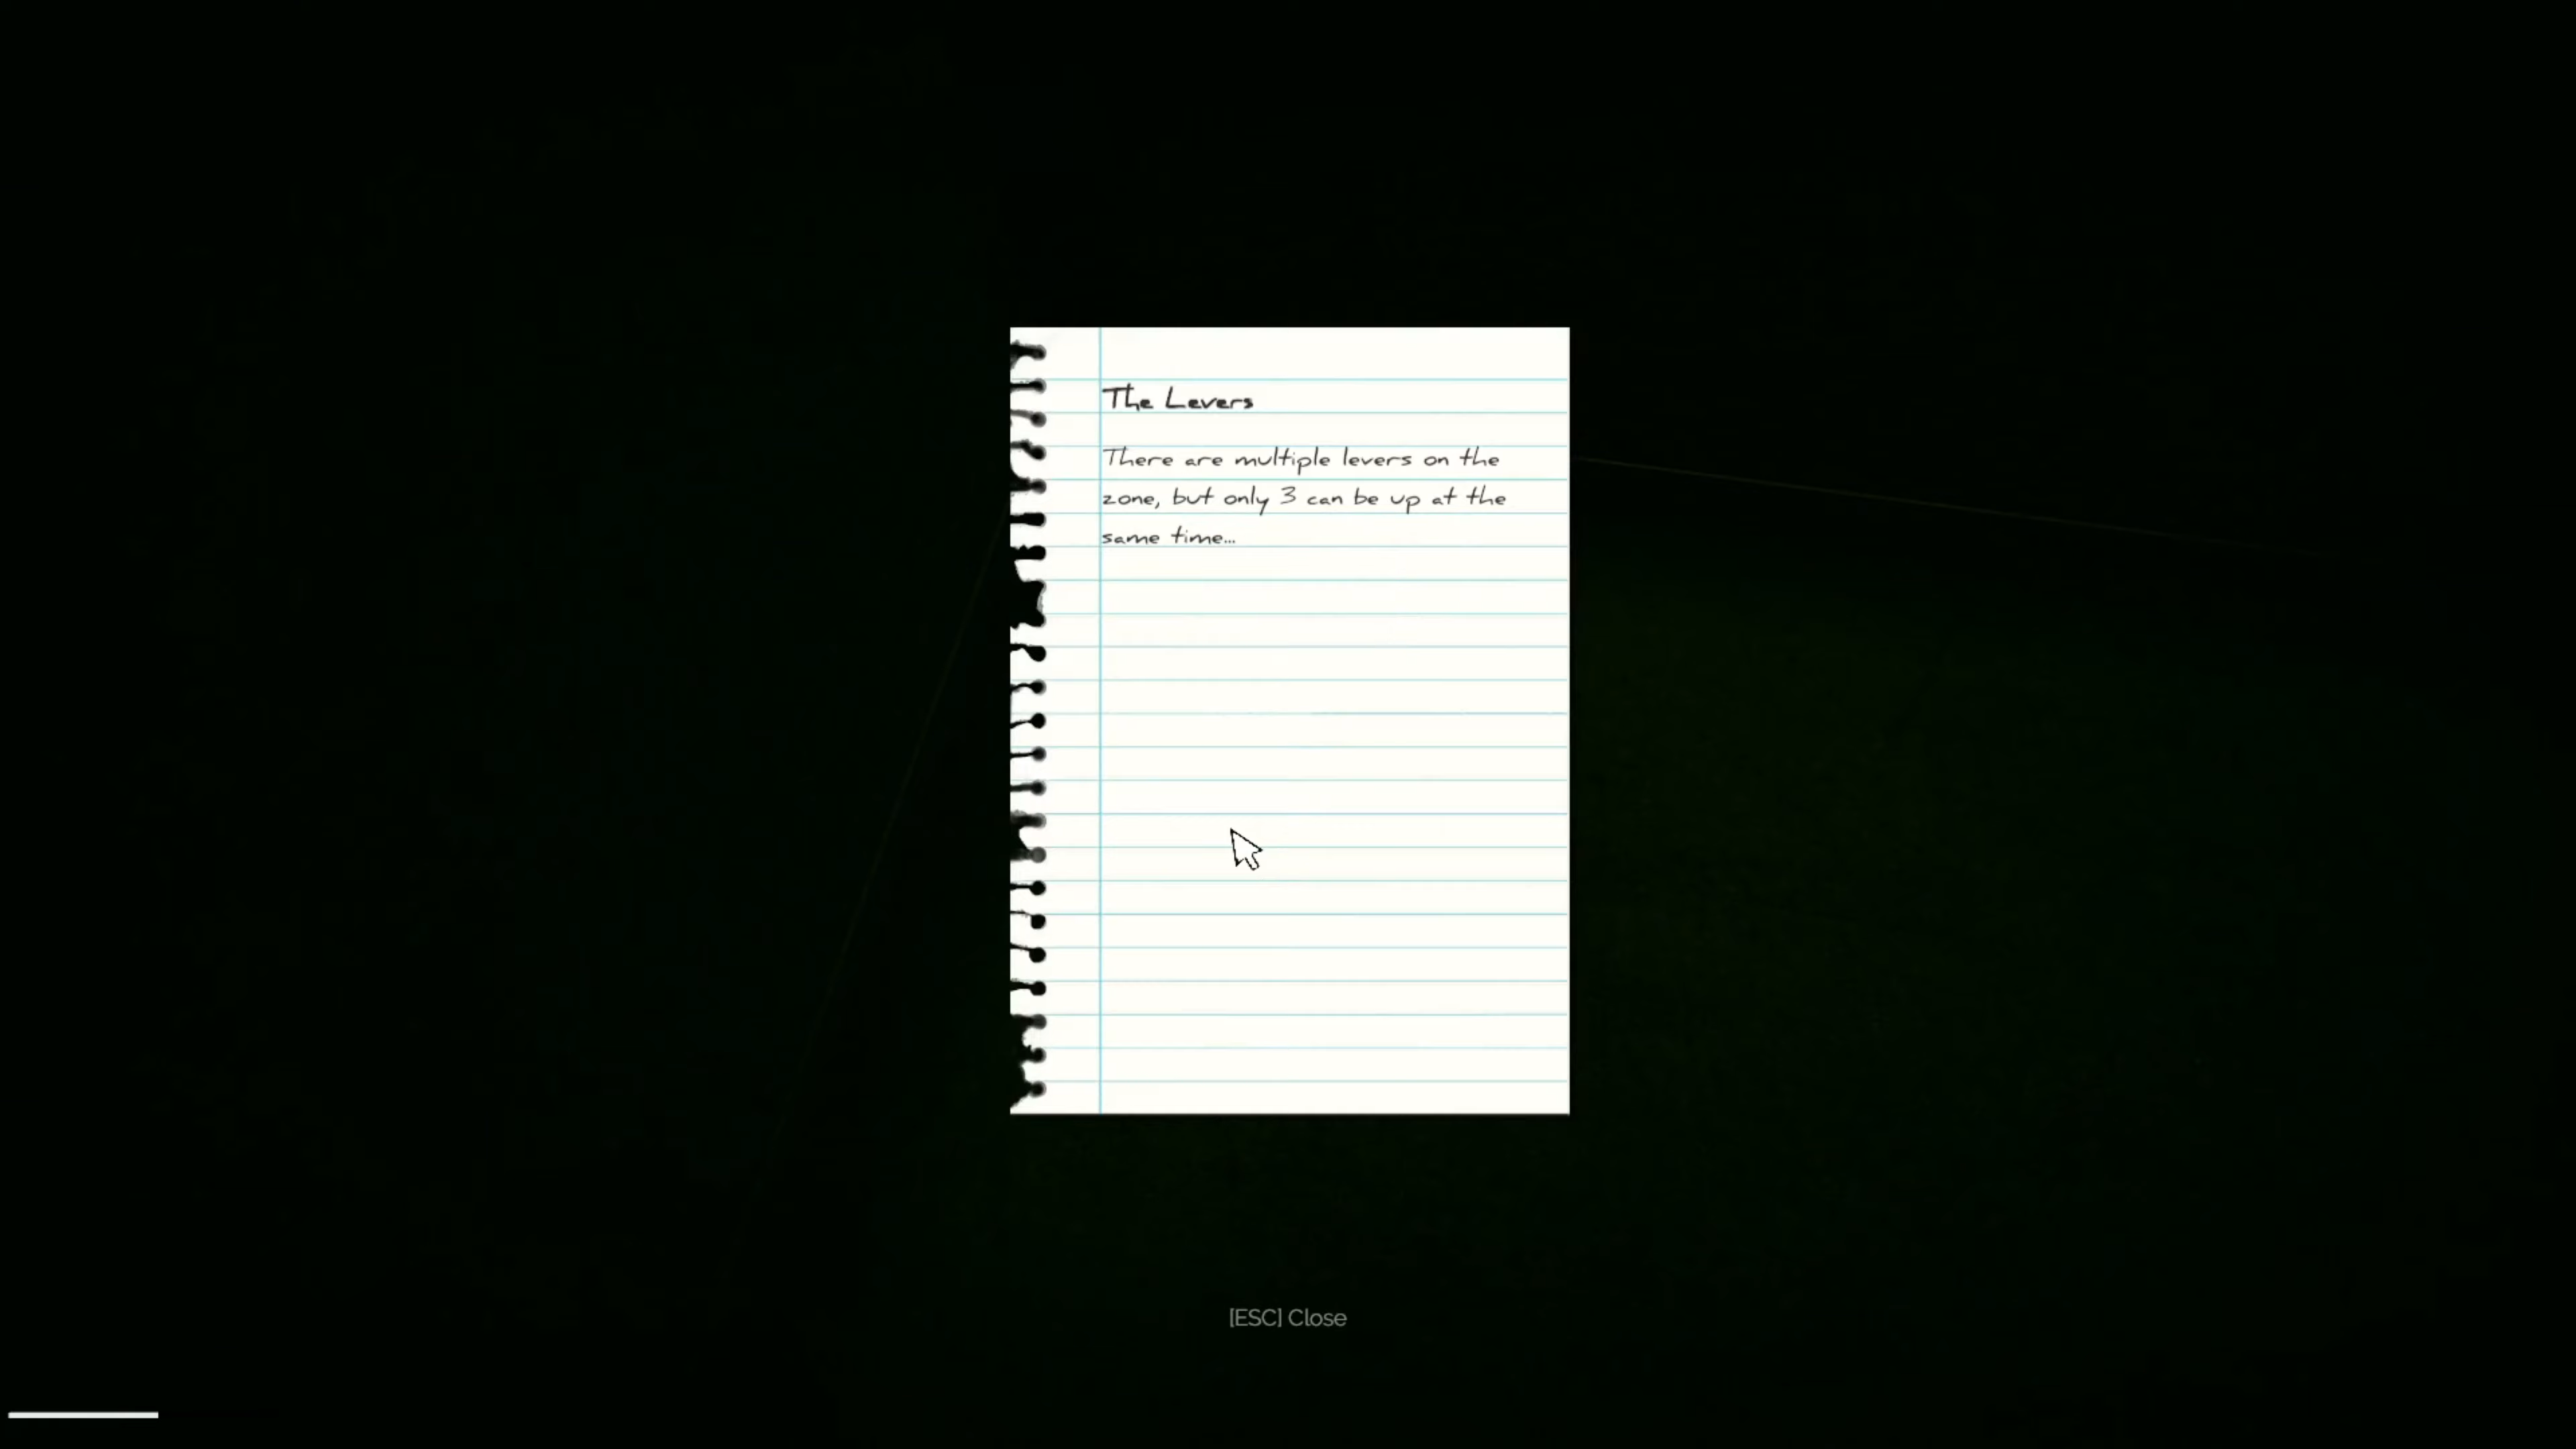 The Levers
There are multiple levers on the
zone, but only 3 can be up at the
same time...
[ESC] Close